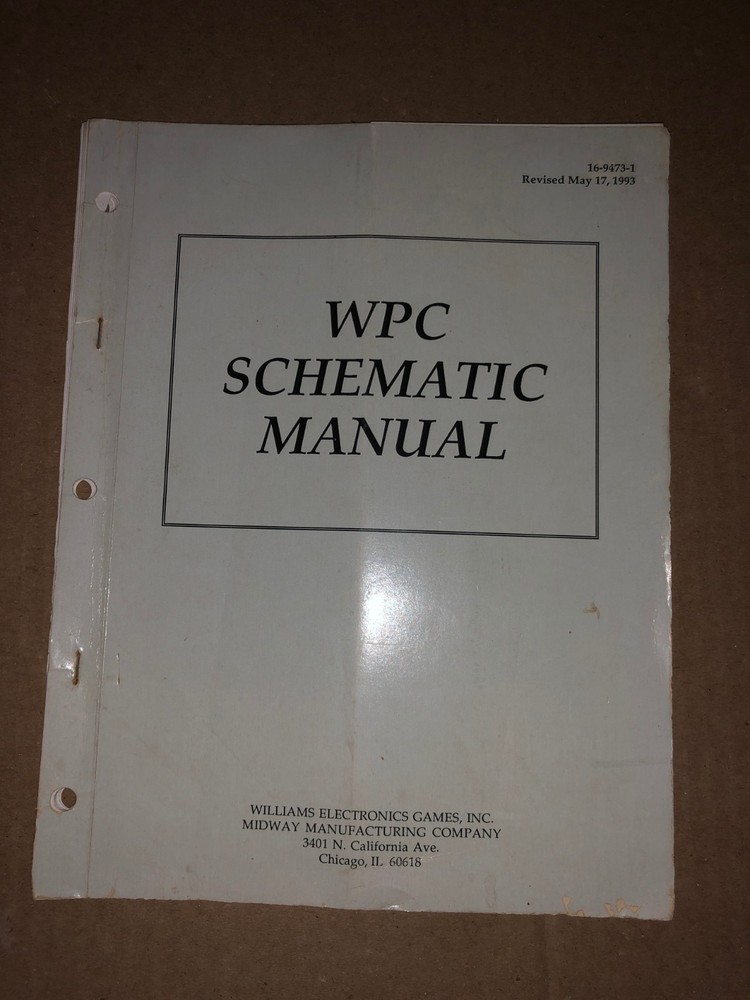 16-9473-1
Revised May 17, 1993
WPC
SCHEMATIC
MANUAL
WILLIAMS ELECTRONICS GAMES, INC.
MIDWAY MANUFACTURING COMPANY
3401 N. California Ave.
Chicago, IL 60618